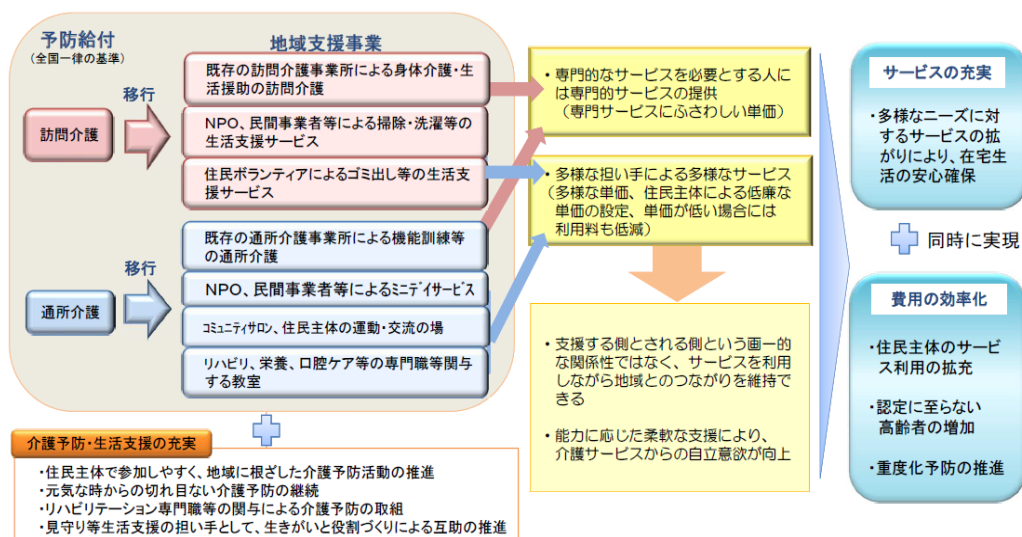 予防給付
(全国一律の基準)
地域支援事業
移行
訪問介護
既存の訪問介護事業所による身体介護・生
活援助の訪問介護
NPO、民間事業者等による掃除・洗濯等の
生活支援サービス
住民ボランティアによるゴミ出し等の生活支
援サービス
移行
通所介護
既存の通所介護事業所による機能訓練等
の通所介護
NPO、民間事業者等によるミニデイサービス
コミュニティサロン、住民主体の運動・交流の場
リハビリ、栄養、口腔ケア等の専門職等関与
する教室
介護予防・生活支援の充実
・住民主体で参加しやすく、地域に根ざした介護予防活動の推進
・元気な時からの切れ目ない介護予防の継続
・リハビリテーション専門職等の関与による介護予防の取組
・見守り等生活支援の担い手として、生きがいと役割づくりによる互助の推進
・専門的なサービスを必要とする人に
は専門的サービスの提供
(専門サービスにふさわしい単価)
・多様な担い手による多様なサービス
(多様な単価、住民主体による低廉な
単価の設定、単価が低い場合には
利用料も低減)
・支援する側とされる側という画一的
な関係性ではなく、サービスを利用
しながら地域とのつながりを維持で
きる
・能力に応じた柔軟な支援により、
介護サービスからの自立意欲が向上
サービスの充実
・多様なニーズに対
するサービスの拡
がりにより、在宅生
活の安心確保
同時に実現
費用の効率化
・住民主体のサービ
ス利用の拡充
・認定に至らない
高齢者の増加
・重度化予防の推進